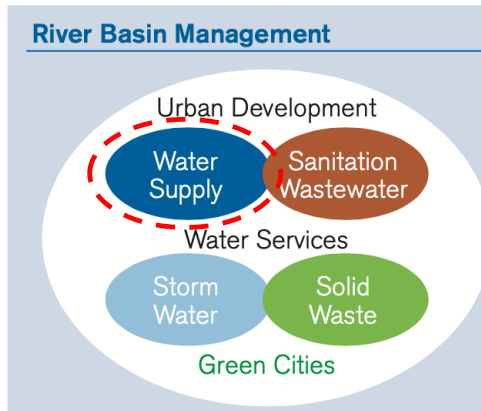 River Basin Management
Urban Development
Water
Supply
Sanitation
Wastewater
Water Services
Storm
Water
Solid
Waste
Green Cities